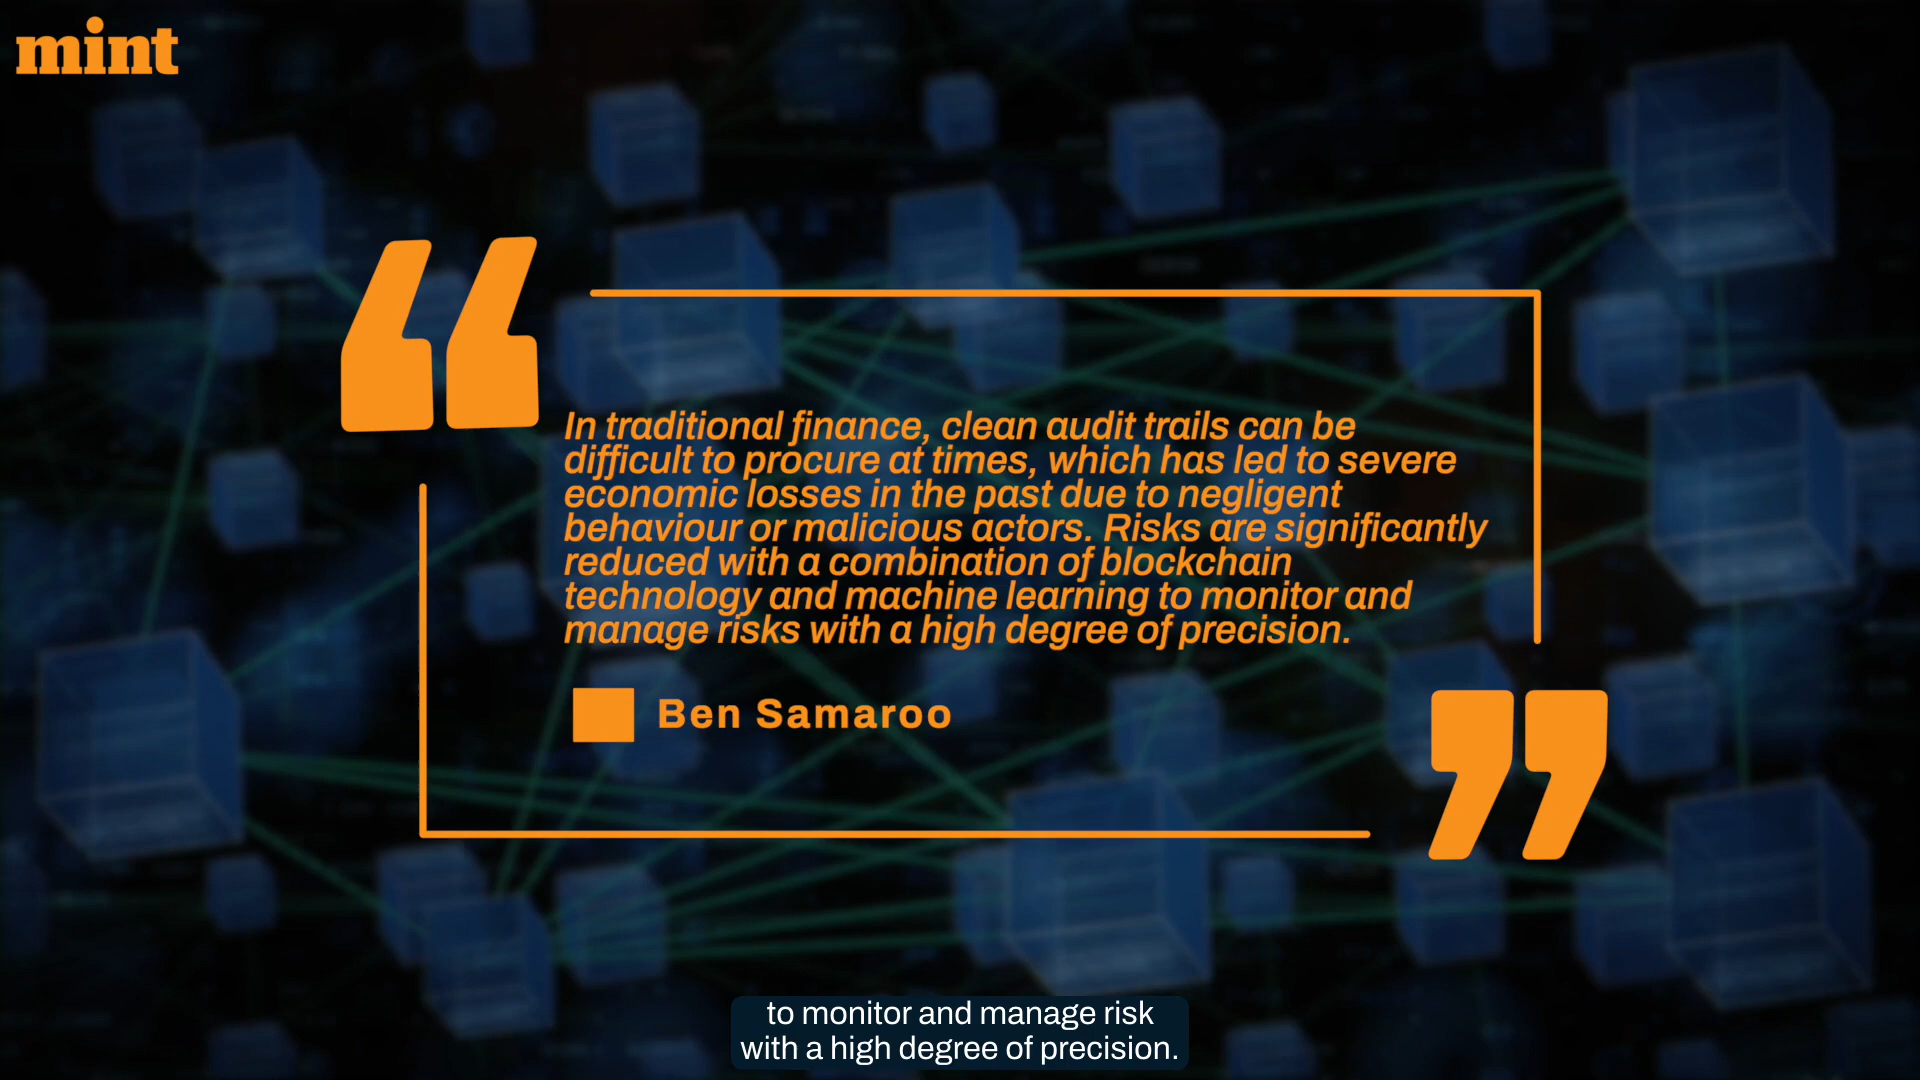 mint
In traditional finance, clean audit trails can be
difficult to procure at times, which has led to severe
economic losses in the past due to negligent
behaviour or malicious actors. Risks are significantly
reduced with a combination of blockchain
technology and machine learning to monitor and
manage risks with a high degree of precision.
Ben Samaroo
to monitor and manage risk
with a high degree of precision.